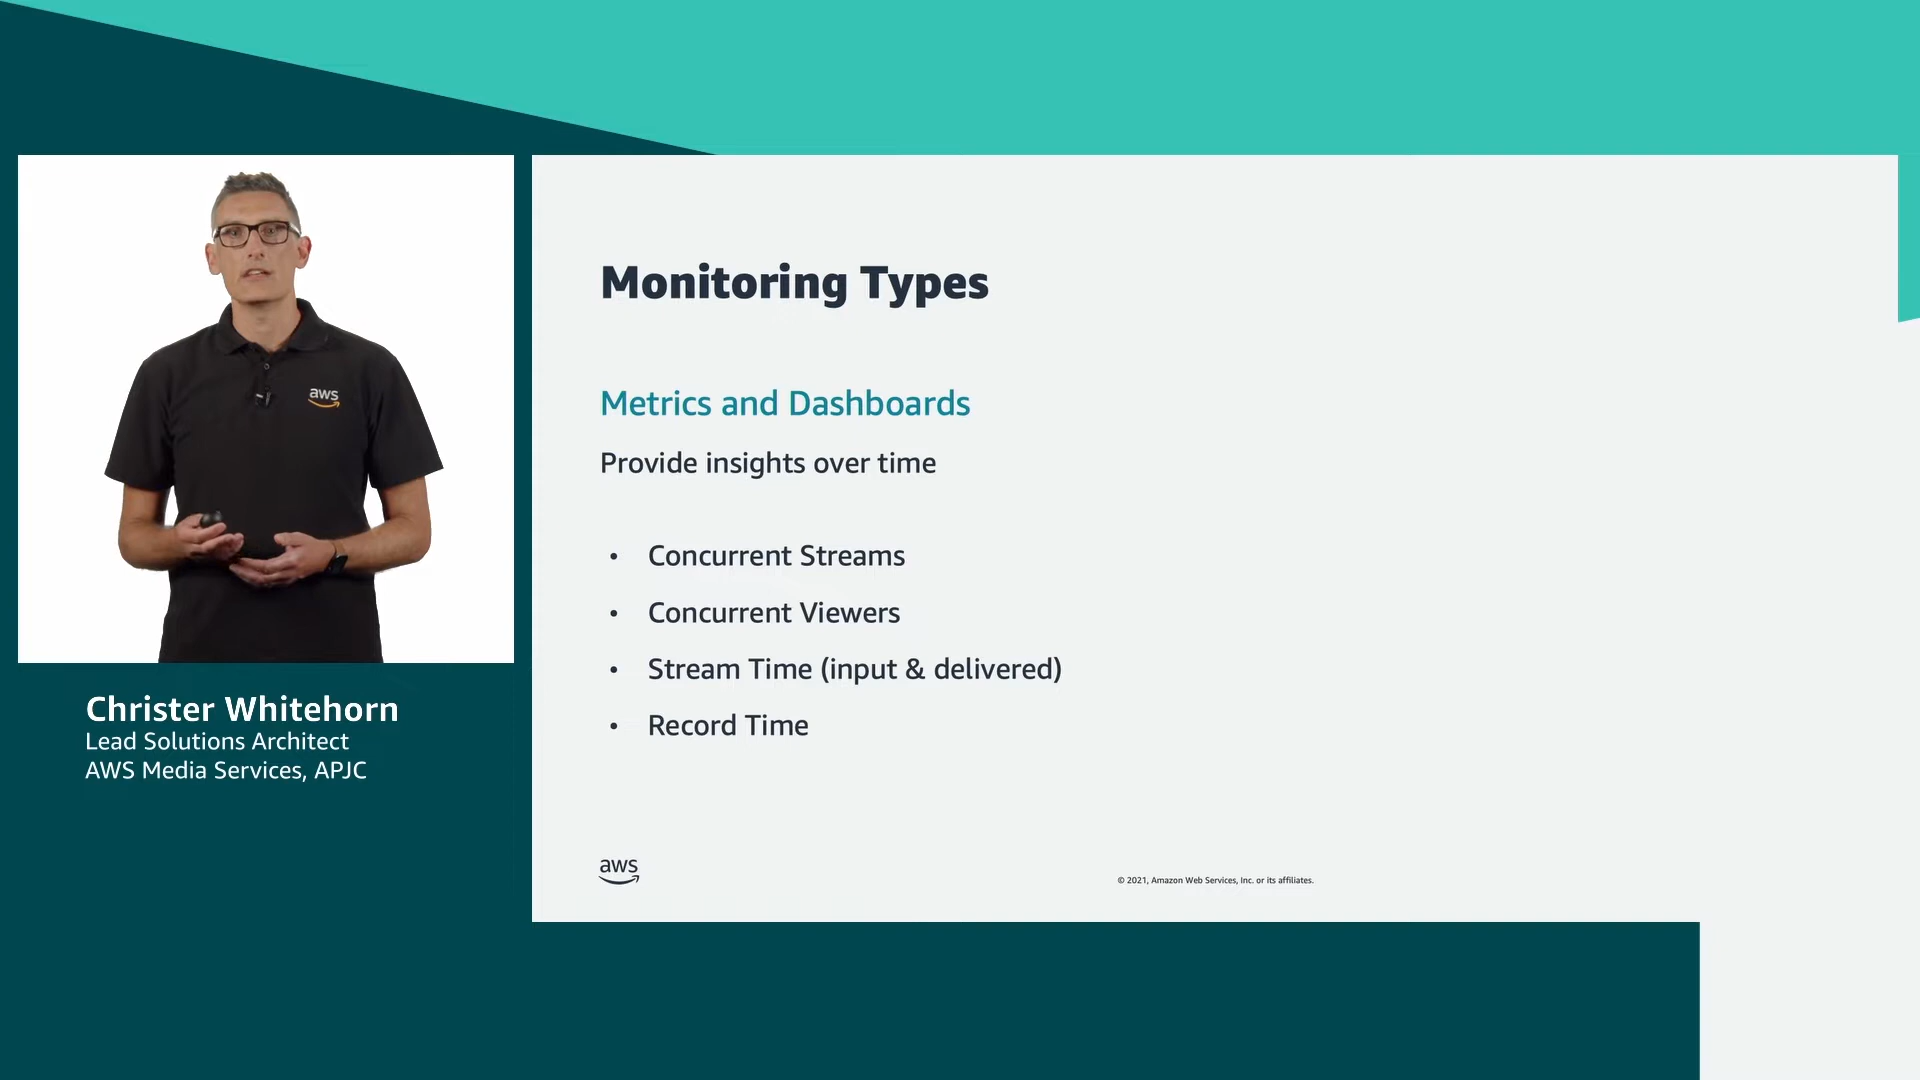 aws
Christer Whitehorn
Lead Solutions Architect
AWS Media Services, APJC
Monitoring Types
Metrics and Dashboards
Provide insights over time
• Concurrent Streams
• Concurrent Viewers
• Stream Time (input & delivered)
• Record Time
aws
© 2021, Amazon Web Services, Inc. or its affiliates.